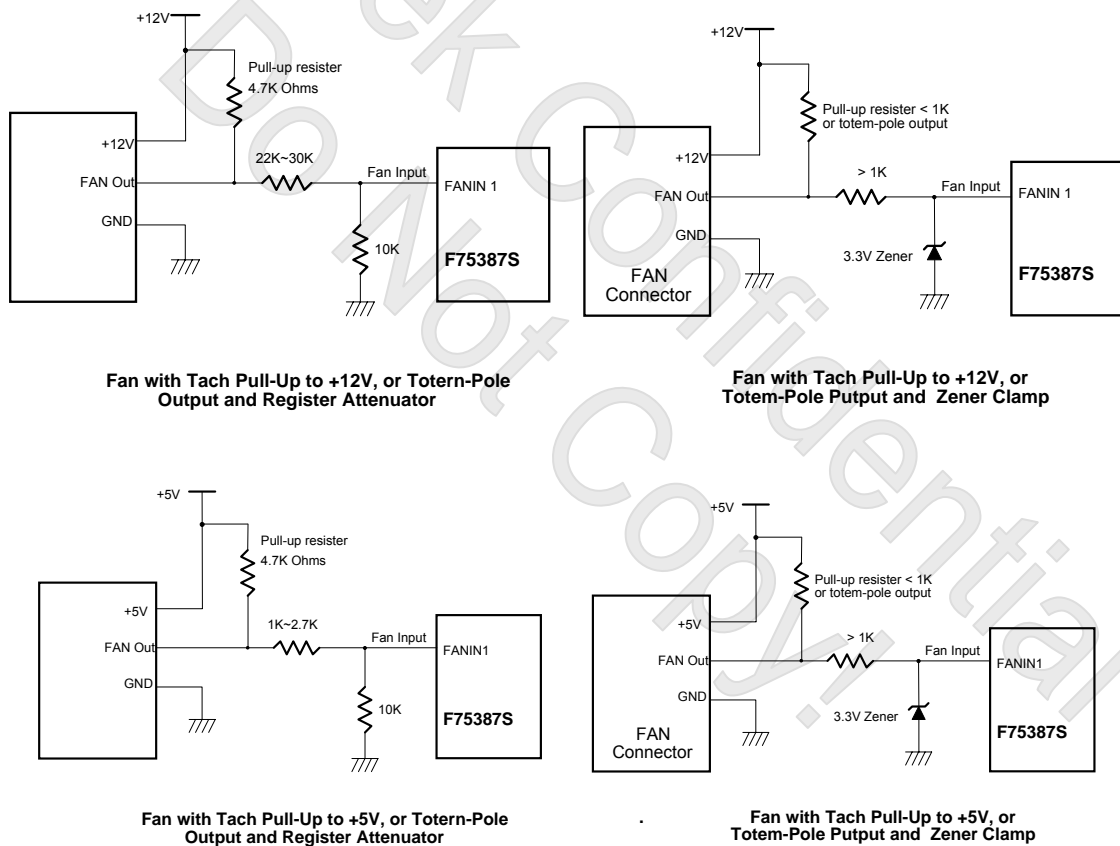 +12V
Pull-up resister
4.7K Ohms
+12V
22K~30K
Fan Input
FAN Out
FANIN 1
GND
10K
F75387S
Fan with Tach Pull-Up to +12V, or Totern-Pole
Output and Register Attenuator
+12V
Pull-up resister < 1K
or totem-pole output
+12V
> 1K
Fan Input
FAN Out
FANIN 1
GND
3.3V Zener
FAN
Connector
F75387S
Fan with Tach Pull-Up to +12V, or
Totem-Pole Putput and Zener Clamp
+5V
Pull-up resister
4.7K Ohms
+5V
1K~2.7K
Fan Input
FAN Out
FANIN1
GND
10K
F75387S
Fan with Tach Pull-Up to +5V, or Totern-Pole
Output and Register Attenuator
+5V
Pull-up resister < 1K
or totem-pole output
+5V
> 1K
Fan Input
FAN Out
FANIN1
GND
3.3V Zener
FAN
Connector
F75387S
.
Fan with Tach Pull-Up to +5V, or
Totem-Pole Putput and Zener Clamp
ek Confidential
Do Not Copy!